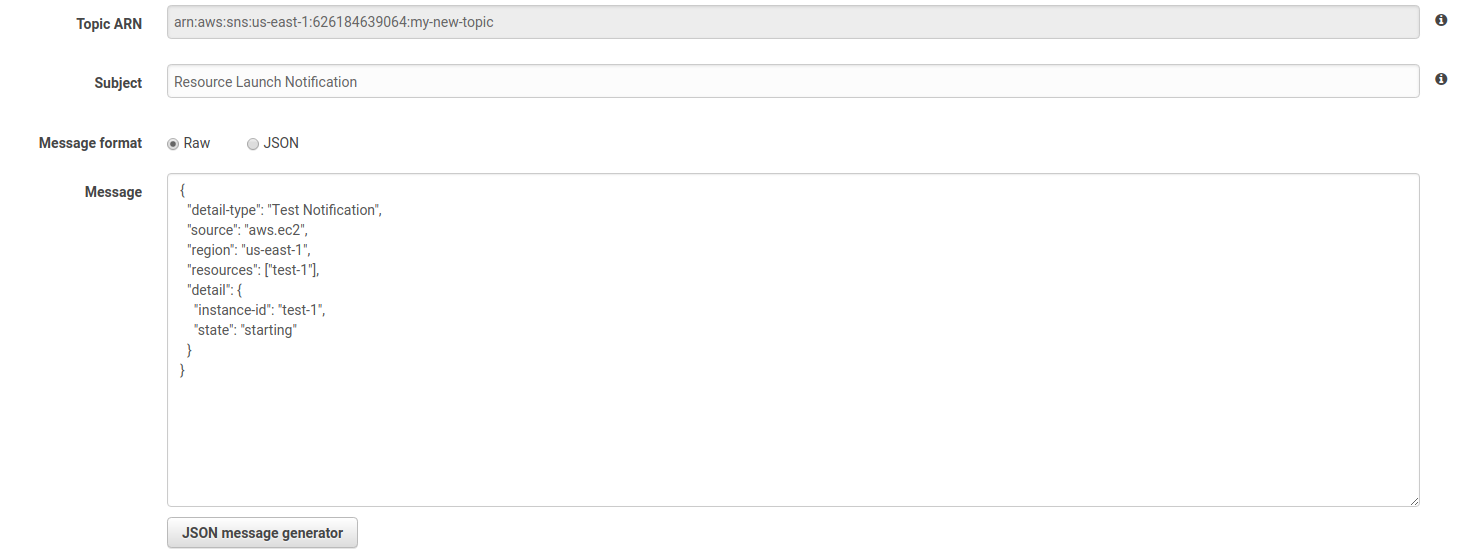 Topic ARN arn:aws:sns:us-east-1:626184639064:my-new-topic
Subject Resource Launch Notification
Message format Raw JSON
Message
{
"detail-type": "Test Notification",
"source": "aws.ec2",
"region": "us-east-1",
"resources": ["test-1"],
"detail": {
"instance-id": "test-1",
"state": "starting"
}
}
JSON message generator